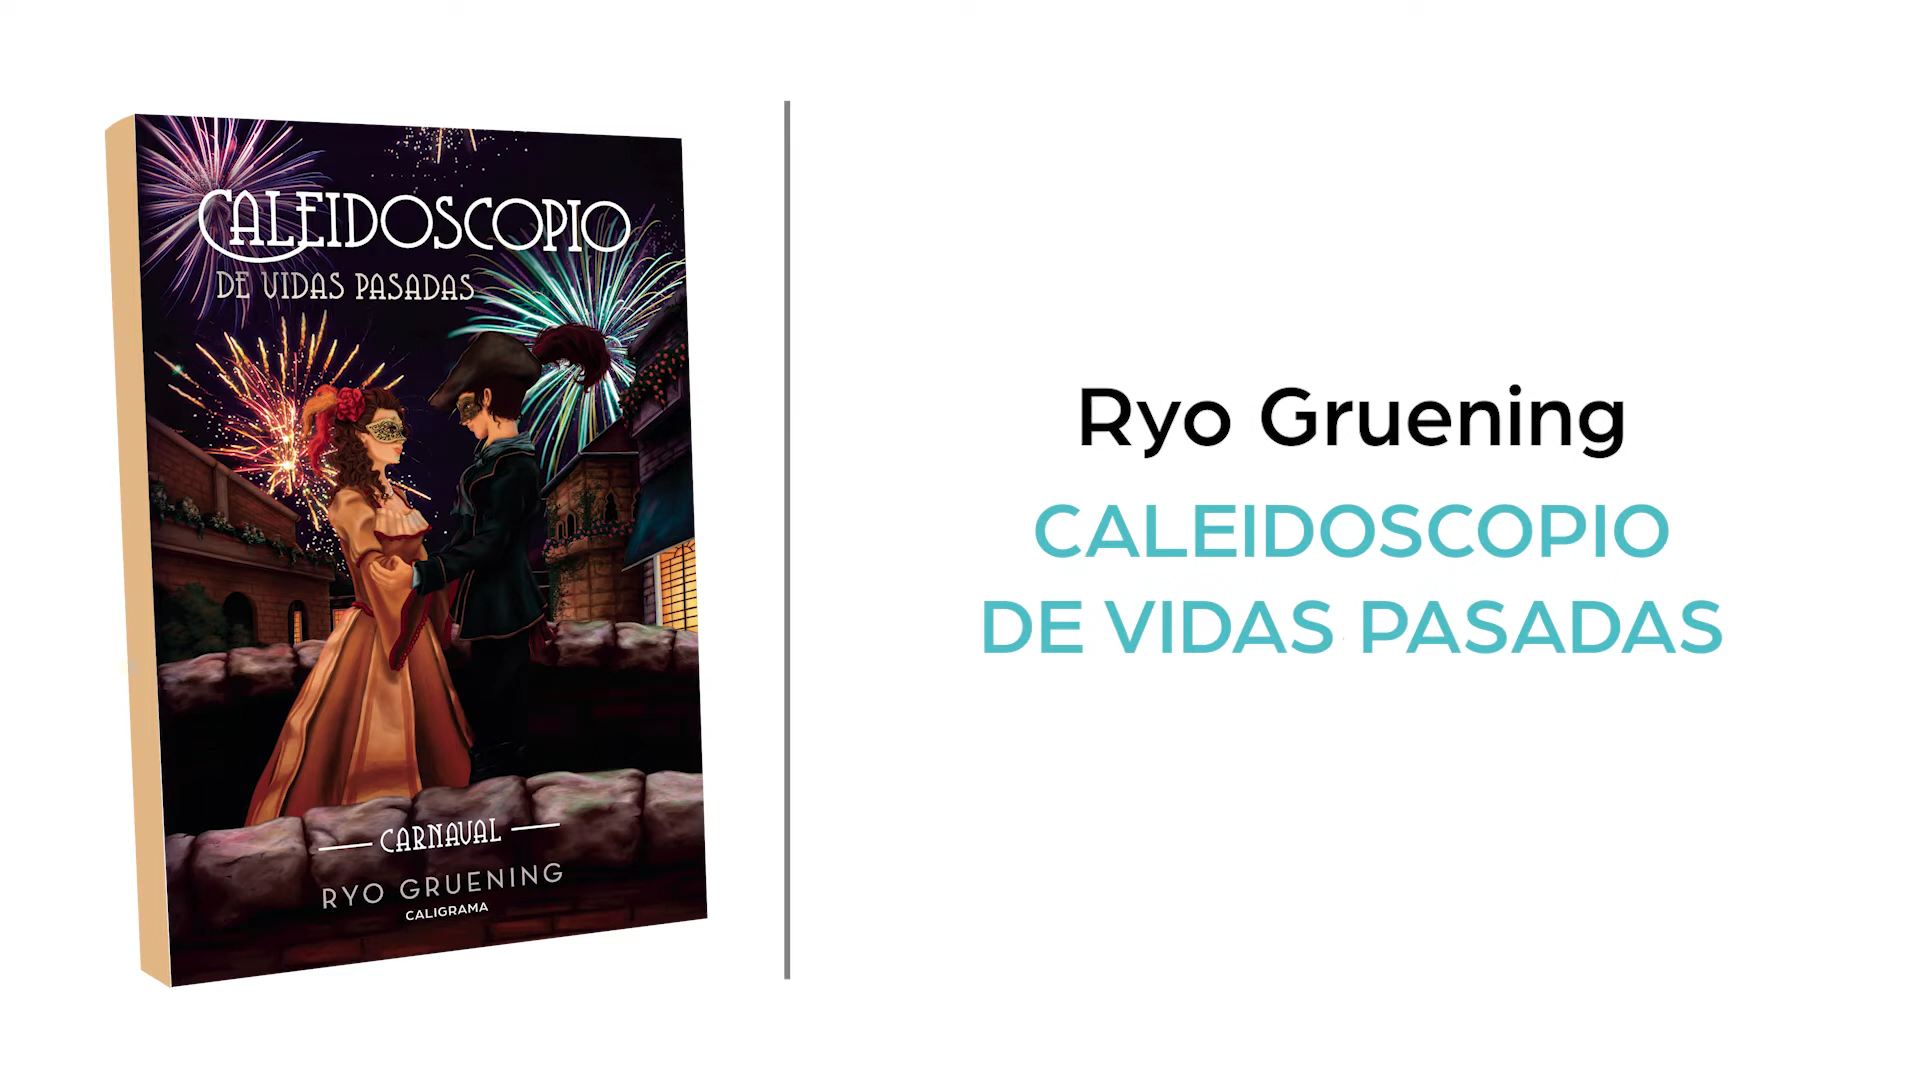 CALEIDOSCOPIO
DE VIDAS PASADAS
CARNAVAL
RYO GRUENING
CALIGRAMA
Ryo Gruening
CALEIDOSCOPIO
DE VIDAS PASADAS